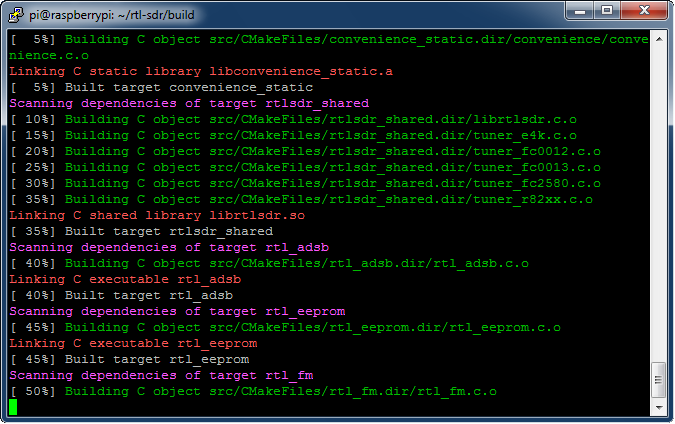 pi@raspberrypi: ~/rtl-sdr/build
[  5%] Building C object src/CMakeFiles/convenience_static.dir/convenience/conve
nience.c.o
Linking C static library libconvenience_static.a
[  5%] Built target convenience_static
Scanning dependencies of target rtlsdr_shared
[ 10%] Building C object src/CMakeFiles/rtlsdr_shared.dir/librtlsdr.c.o
[ 15%] Building C object src/CMakeFiles/rtlsdr_shared.dir/tuner_e4k.c.o
[ 20%] Building C object src/CMakeFiles/rtlsdr_shared.dir/tuner_fc0012.c.o
[ 25%] Building C object src/CMakeFiles/rtlsdr_shared.dir/tuner_fc0013.c.o
[ 30%] Building C object src/CMakeFiles/rtlsdr_shared.dir/tuner_fc2580.c.o
[ 35%] Building C object src/CMakeFiles/rtlsdr_shared.dir/tuner_r82xx.c.o
Linking C shared library librtlsdr.so
[ 35%] Built target rtlsdr_shared
Scanning dependencies of target rtl_adsb
[ 40%] Building C object src/CMakeFiles/rtl_adsb.dir/rtl_adsb.c.o
Linking C executable rtl_adsb
[ 40%] Built target rtl_adsb
Scanning dependencies of target rtl_eeprom
[ 45%] Building C object src/CMakeFiles/rtl_eeprom.dir/rtl_eeprom.c.o
Linking C executable rtl_eeprom
[ 45%] Built target rtl_eeprom
Scanning dependencies of target rtl_fm
[ 50%] Building C object src/CMakeFiles/rtl_fm.dir/rtl_fm.c.o